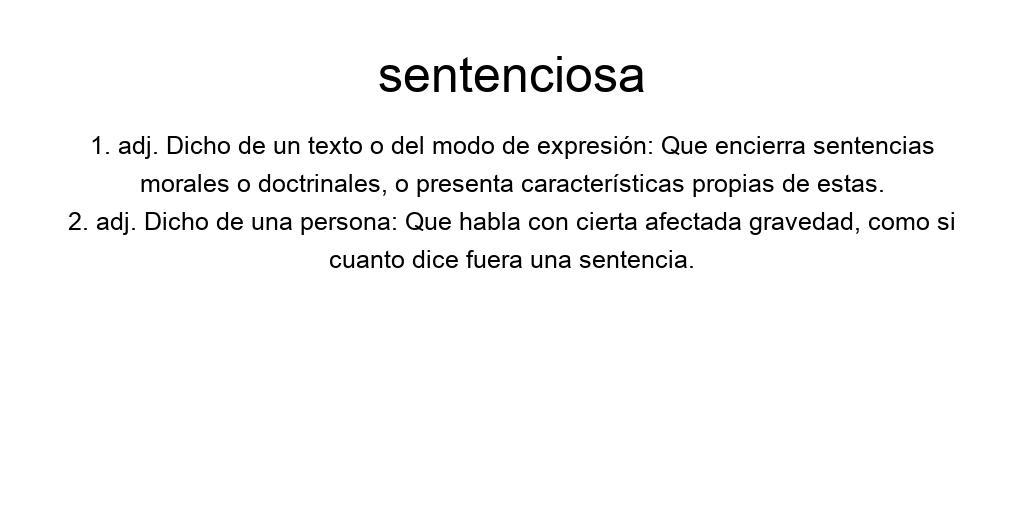 sentenciosa
1. adj. Dicho de un texto o del modo de expresión: Que encierra sentencias
morales o doctrinales, o presenta características propias de estas.
2. adj. Dicho de una persona: Que habla con cierta afectada gravedad, como si
cuanto dice fuera una sentencia.